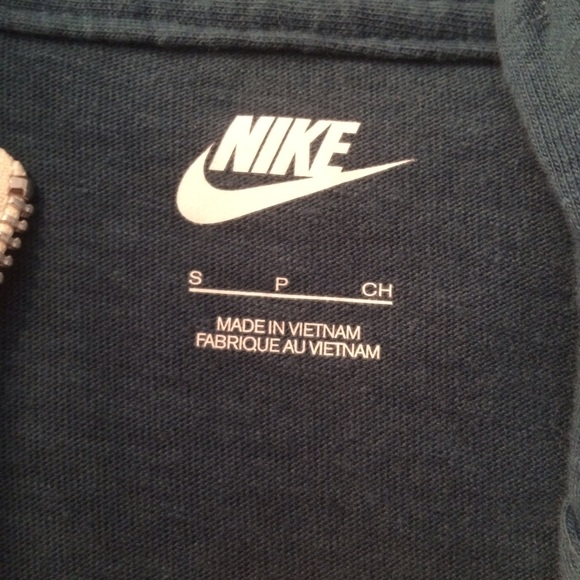 NIKE
S P CH
MADE IN VIETNAM
FABRIQUE AU VIETNAM